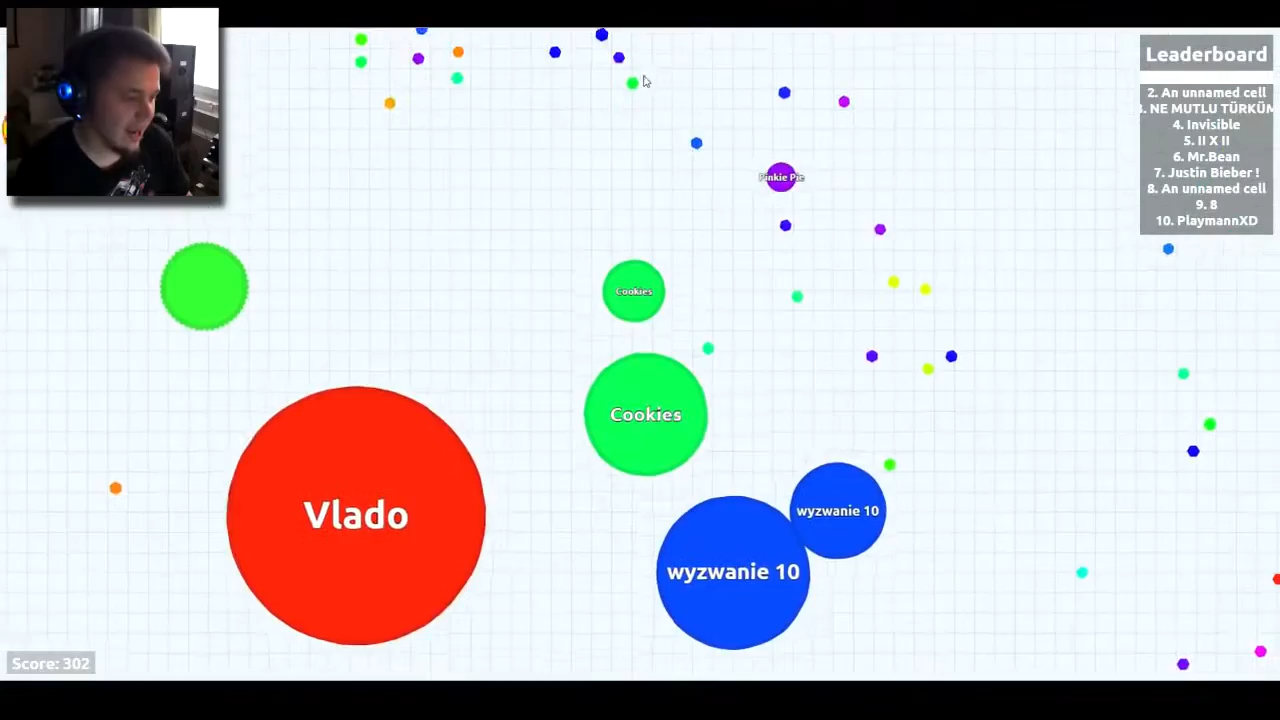 Leaderboard
2. An unnamed cell
. NE MUTLU TÜRKÜM
4. Invisible
5. II X II
6. Mr.Bean
7. Justin Bieber !
8. An unnamed cell
9. 8
10. PlaymannXD
Pinkie Pie
Cookies
Cookies
wyzwanie 10
Vlado
wyzwanie 10
Score: 302